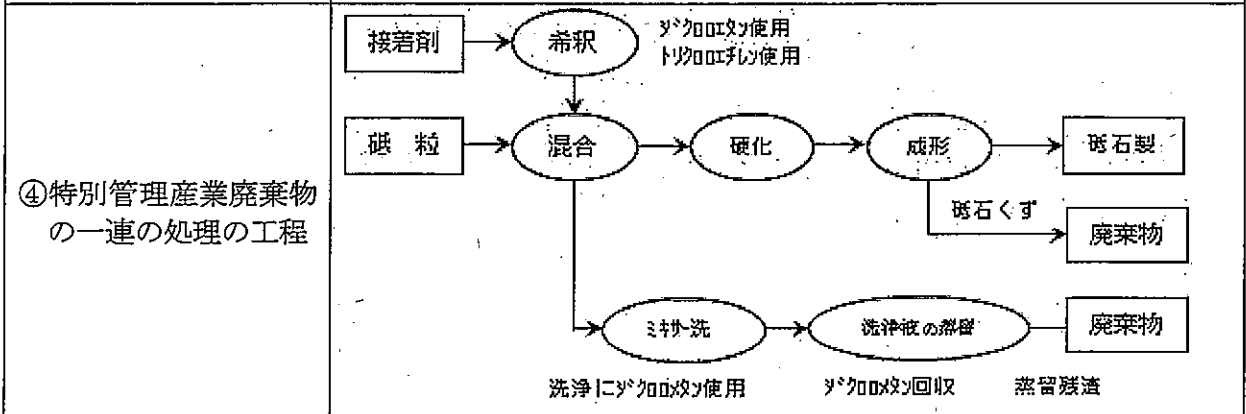 ④特別管理産業廃棄物
の一連の処理の工程
接着剤
希釈
ｼﾞｸﾛﾛｴﾀﾝ使用
ﾄﾘｸﾛﾛｴﾁﾚﾝ使用
砥 粒
混合
硬化
成形
砥石製
砥石くず
廃棄物
ﾐｷｻｰ洗
洗浄液の蒸留
廃棄物
洗浄にｼﾞｸﾛﾛﾒﾀﾝ使用
ｼﾞｸﾛﾛﾒﾀﾝ回収
蒸留残渣